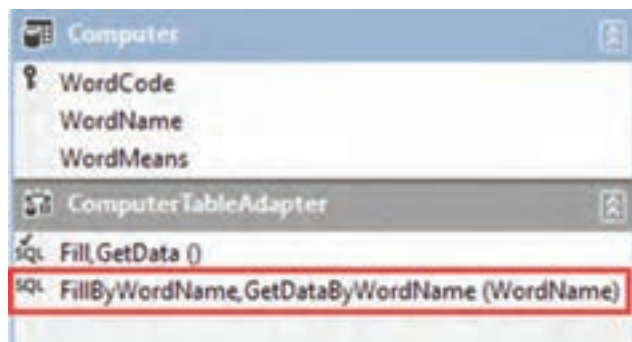 Computer
WordCode
WordName
WordMeans
ComputerTableAdapter
SQL Fill,GetData ()
SQL FillByWordName,GetDataByWordName (WordName)